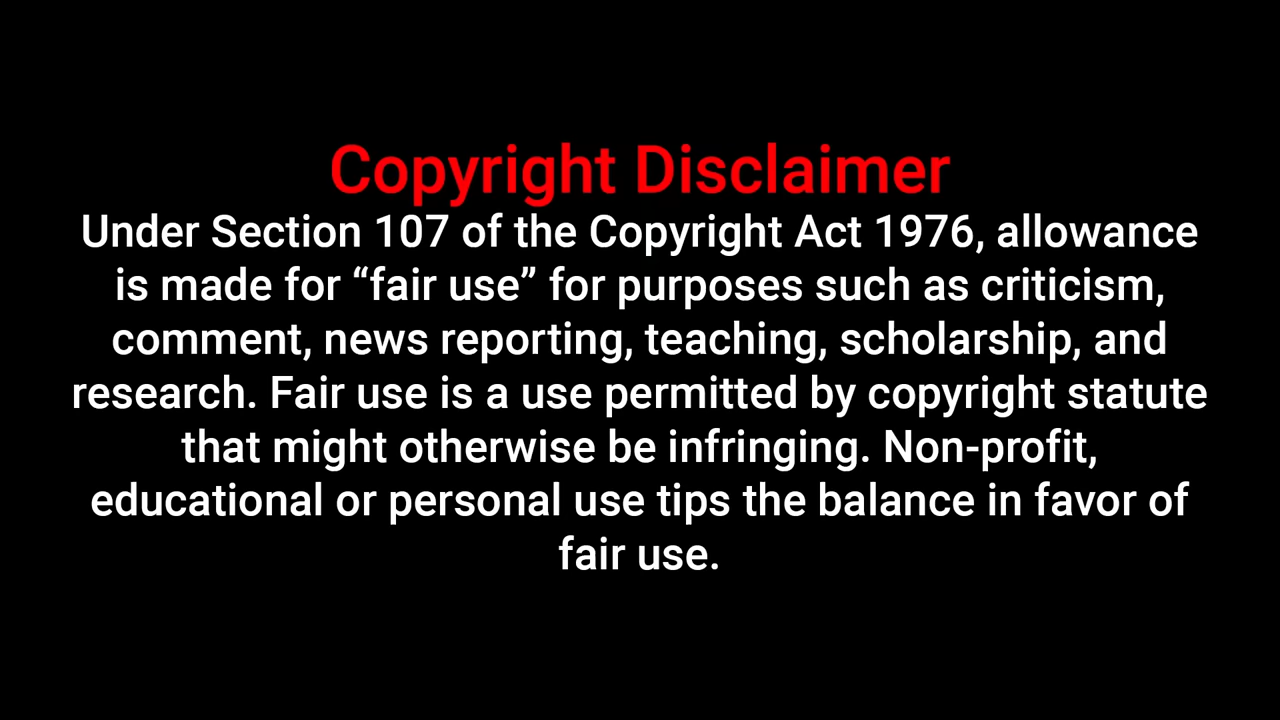 Copyright Disclaimer
Under Section 107 of the Copyright Act 1976, allowance
is made for “fair use” for purposes such as criticism,
comment, news reporting, teaching, scholarship, and
research. Fair use is a use permitted by copyright statute
that might otherwise be infringing. Non-profit,
educational or personal use tips the balance in favor of
fair use.